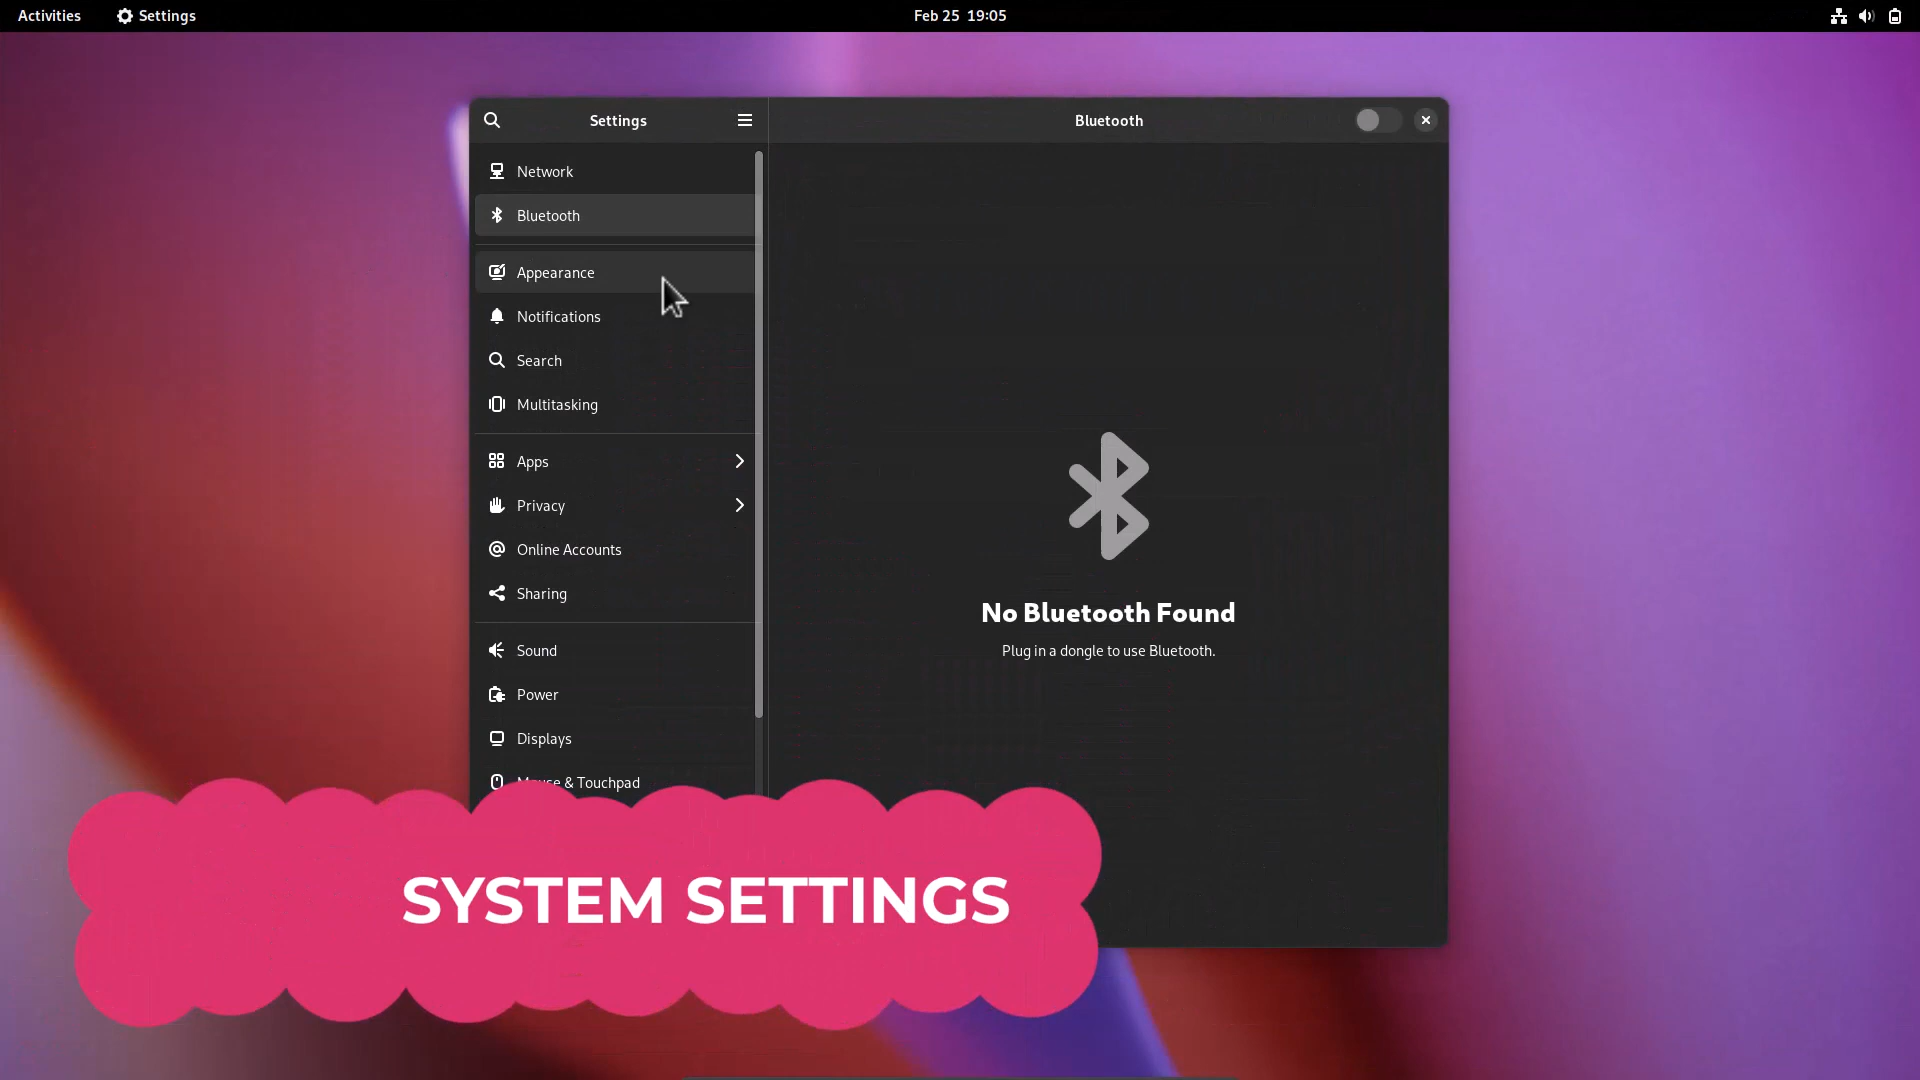 Activities
Settings
Feb 25 19:05
Settings
Bluetooth
Network
Bluetooth
Appearance
Notifications
Search
Multitasking
Apps
Privacy
Online Accounts
Sharing
Sound
Power
Displays
Mouse & Touchpad
No Bluetooth Found
Plug in a dongle to use Bluetooth.
SYSTEM SETTINGS